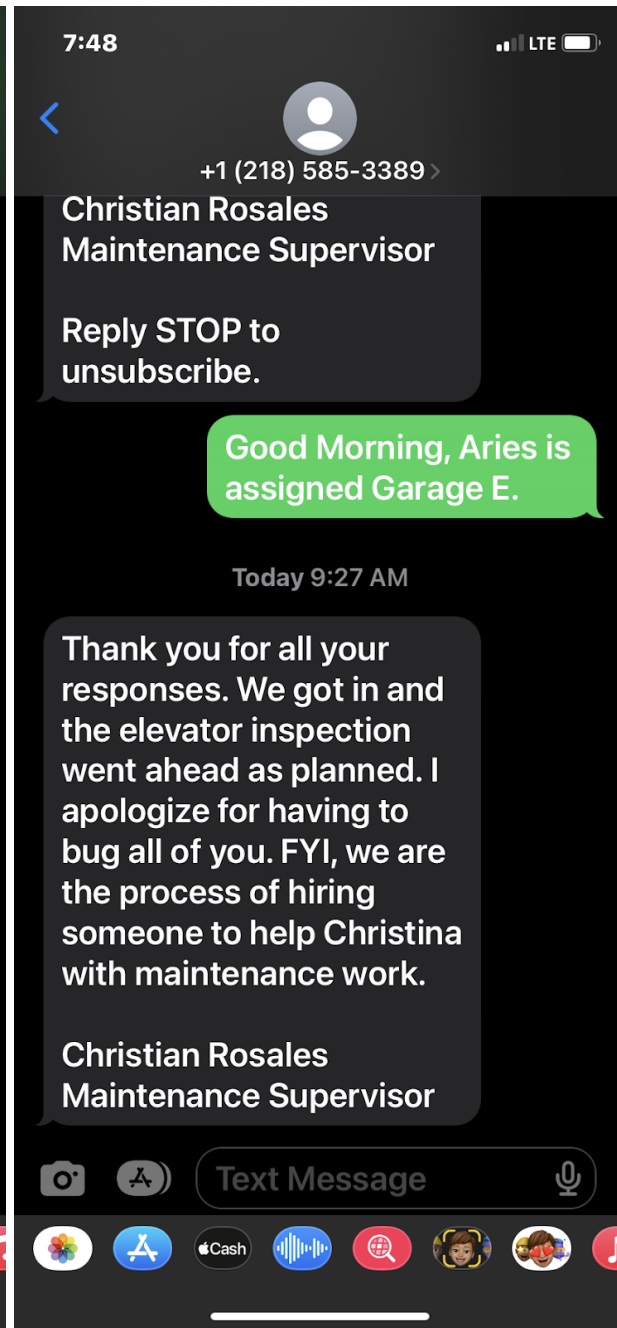 7:48
LTE
+1 (218) 585-3389
Christian Rosales
Maintenance Supervisor
Reply STOP to
unsubscribe.
Good Morning, Aries is
assigned Garage E.
Today 9:27 AM
Thank you for all your
responses. We got in and
the elevator inspection
went ahead as planned. I
apologize for having to
bug all of you. FYI, we are
the process of hiring
someone to help Christina
with maintenance work.
Christian Rosales
Maintenance Supervisor
Text Message
Cash